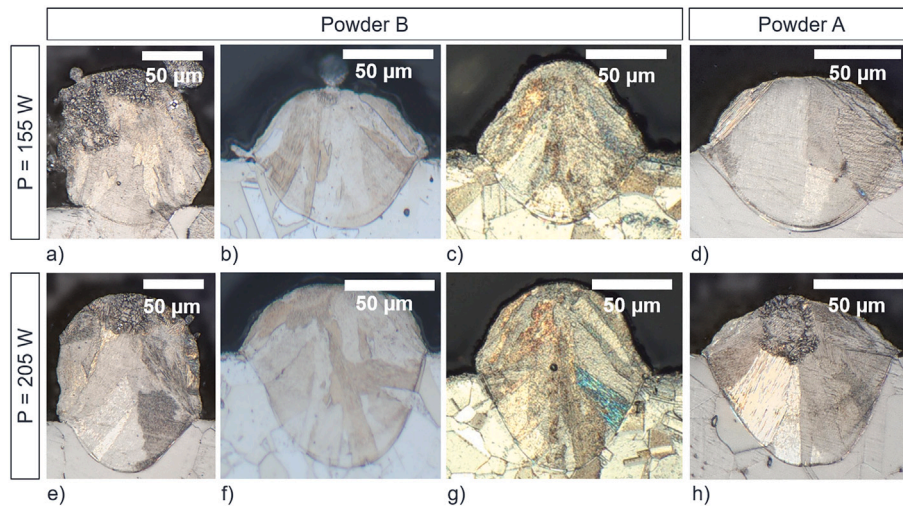 Powder B
Powder A
P = 155 W
50 µm
50 µm
50 µm
50 µm
a)
b)
c)
d)
P = 205 W
50 µm
50 µm
50 µm
50 µm
e)
f)
g)
h)